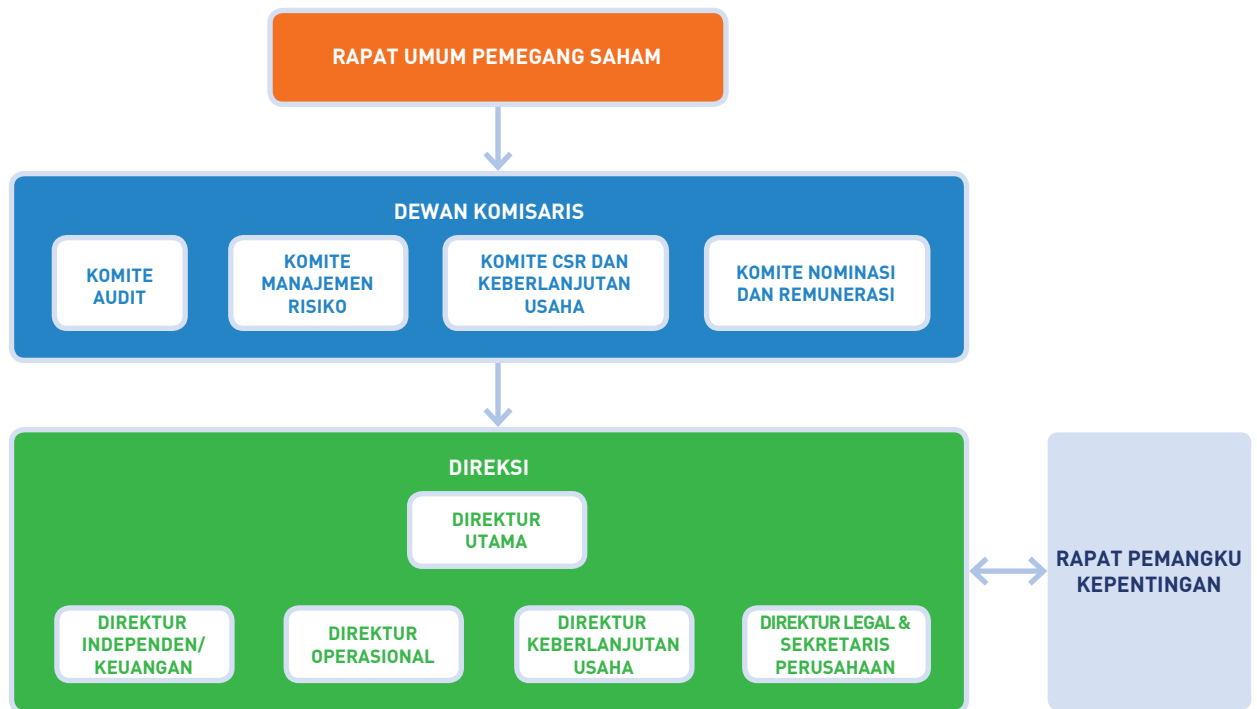 RAPAT UMUM PEMEGANG SAHAM
DEWAN KOMISARIS
KOMITE
AUDIT
KOMITE
MANAJEMEN
RISIKO
KOMITE CSR DAN
KEBERLANJUTAN
USAHA
KOMITE NOMINASI
DAN REMUNERASI
DIREKSI
DIREKTUR
UTAMA
DIREKTUR
INDEPENDEN/
KEUANGAN
DIREKTUR
OPERASIONAL
DIREKTUR
KEBERLANJUTAN
USAHA
DIREKTUR LEGAL &
SEKRETARIS
PERUSAHAAN
RAPAT PEMANGKU
KEPENTINGAN